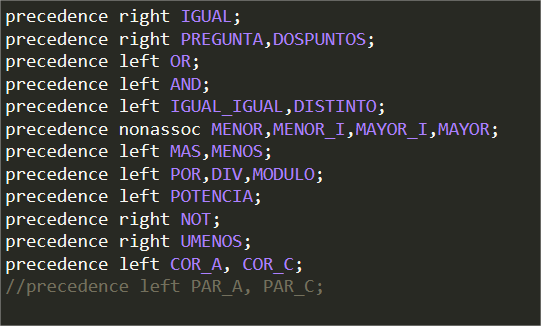 precedence right IGUAL;
precedence right PREGUNTA,DOSPUNTOS;
precedence left OR;
precedence left AND;
precedence left IGUAL_IGUAL,DISTINTO;
precedence nonassoc MENOR,MENOR_I,MAYOR_I,MAYOR;
precedence left MAS,MENOS;
precedence left POR,DIV,MODULO;
precedence left POTENCIA;
precedence right NOT;
precedence right UMENOS;
precedence left COR_A, COR_C;
//precedence left PAR_A, PAR_C;